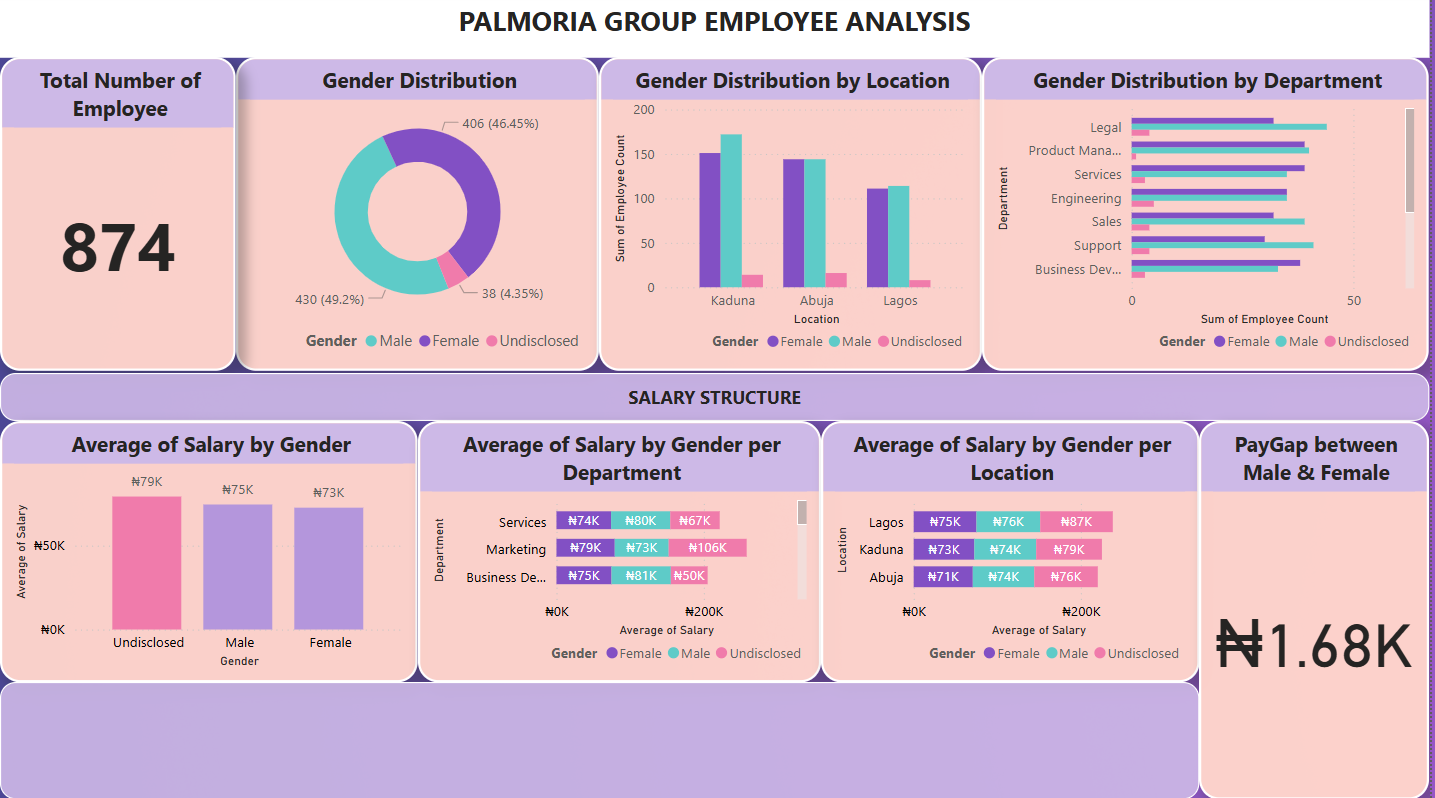 PALMORIA GROUP EMPLOYEE ANALYSIS
Total Number of
Employee
874
Gender Distribution
406 (46.45%)
430 (49.2%)
38 (4.35%)
Gender Male Female Undisclosed
Gender Distribution by Location
Sum of Employee Count
200
150
100
50
0
Kaduna Abuja Lagos
Location
Gender Female Male Undisclosed
Gender Distribution by Department
Department
Legal
Product Mana...
Services
Engineering
Sales
Support
Business Dev...
0 50
Sum of Employee Count
Gender Female Male Undisclosed
SALARY STRUCTURE
Average of Salary by Gender
Average of Salary
₦79K
₦75K
₦73K
₦50K
₦0K
Undisclosed Male Female
Gender
Average of Salary by Gender per
Department
Department
Services ₦74K ₦80K ₦67K
Marketing ₦79K ₦73K ₦106K
Business De... ₦75K ₦81K ₦50K
₦0K ₦200K
Average of Salary
Gender Female Male Undisclosed
Average of Salary by Gender per
Location
Location
Lagos ₦75K ₦76K ₦87K
Kaduna ₦73K ₦74K ₦79K
Abuja ₦71K ₦74K ₦76K
₦0K ₦200K
Average of Salary
Gender Female Male Undisclosed
PayGap between
Male & Female
₦1.68K